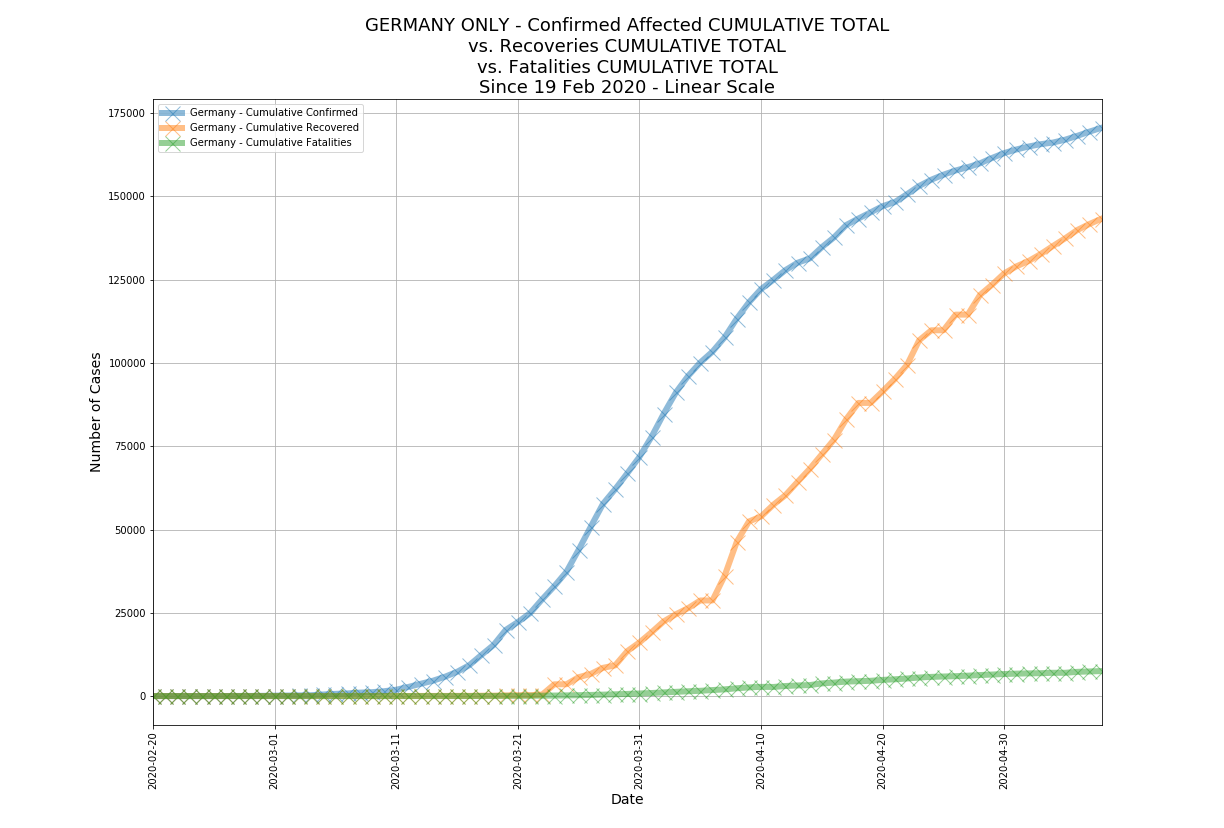 GERMANY ONLY - Confirmed Affected CUMULATIVE TOTAL
vs. Recoveries CUMULATIVE TOTAL
vs. Fatalities CUMULATIVE TOTAL
Since 19 Feb 2020 - Linear Scale
Germany - Cumulative Confirmed
Germany - Cumulative Recovered
Germany - Cumulative Fatalities
Number of Cases
175000
150000
125000
100000
75000
50000
25000
0
2020-02-20
2020-03-01
2020-03-11
2020-03-21
2020-03-31
2020-04-10
2020-04-20
2020-04-30
Date